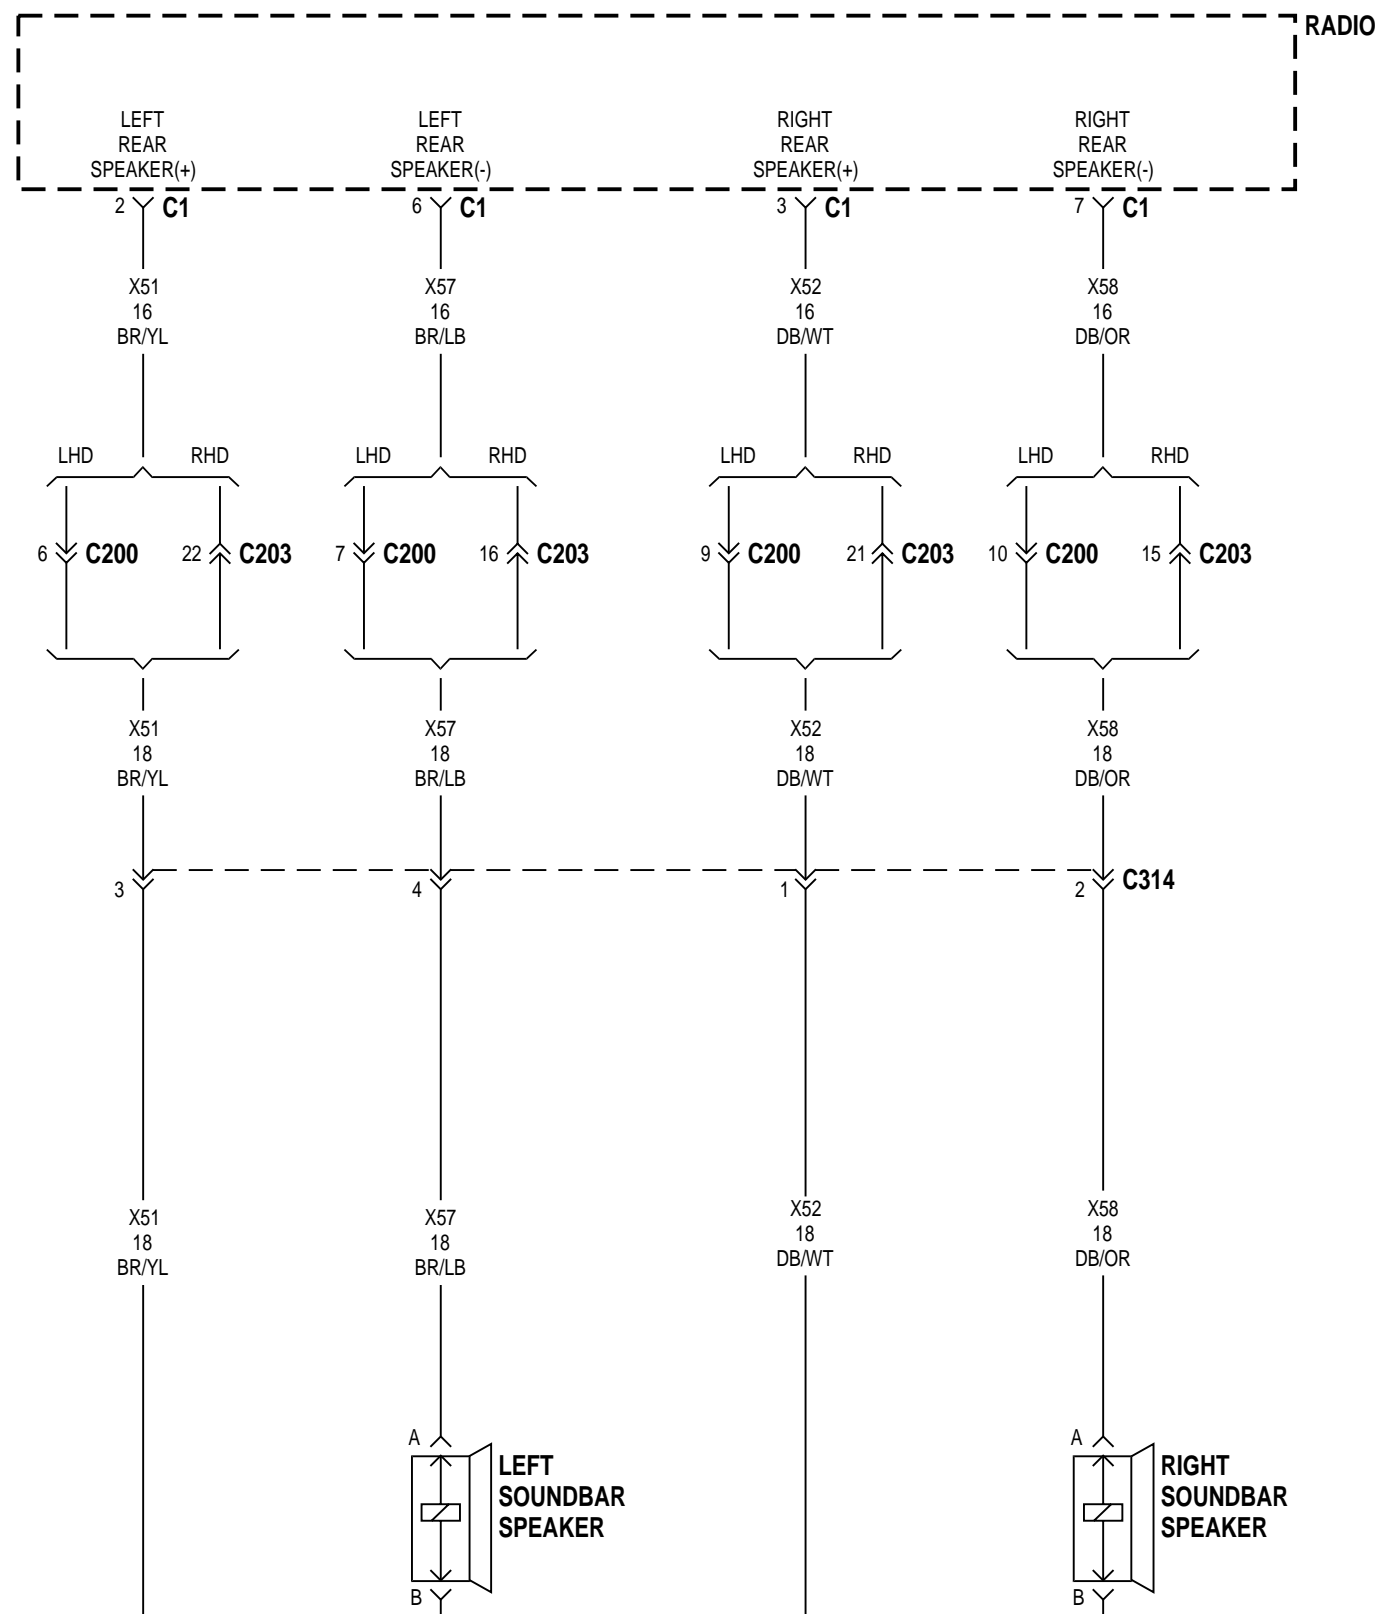 RADIO
LEFT
REAR
SPEAKER(+)
LEFT
REAR
SPEAKER(-)
RIGHT
REAR
SPEAKER(+)
RIGHT
REAR
SPEAKER(-)
2 C1
6 C1
3 C1
7 C1
X51
16
BR/YL
X57
16
BR/LB
X52
16
DB/WT
X58
16
DB/OR
LHD RHD
LHD RHD
LHD RHD
LHD RHD
6 C200 22 C203
7 C200 16 C203
9 C200 21 C203
10 C200 15 C203
X51
18
BR/YL
X57
18
BR/LB
X52
18
DB/WT
X58
18
DB/OR
3
4
1
2 C314
X51
18
BR/YL
X57
18
BR/LB
X52
18
DB/WT
X58
18
DB/OR
A
LEFT
SOUNDBAR
SPEAKER
B
A
RIGHT
SOUNDBAR
SPEAKER
B